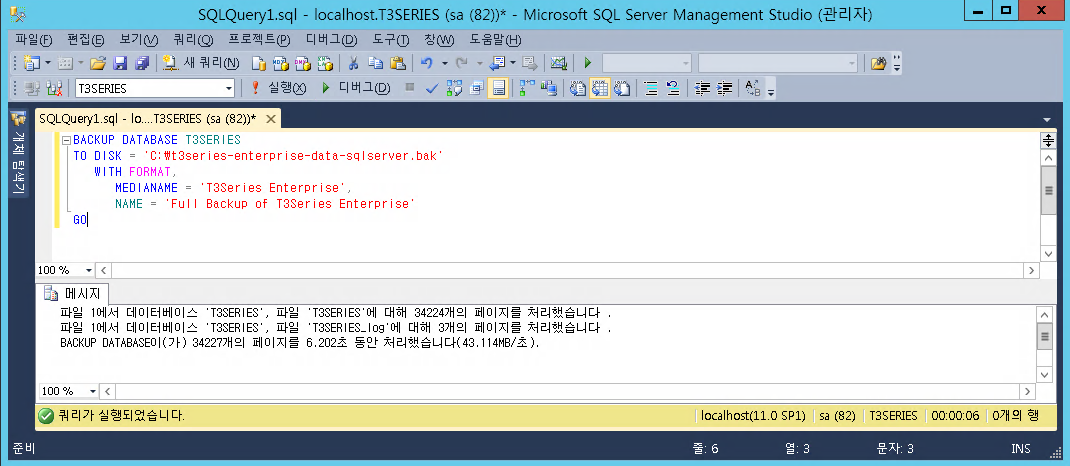 SQLQuery1.sql - localhost.T3SERIES (sa (82))* - Microsoft SQL Server Management Studio (관리자)
파일(F) 편집(E) 보기(V) 쿼리(Q) 프로젝트(P) 디버그(D) 도구(T) 창(W) 도움말(H)
새 쿼리(N)
T3SERIES 실행(X) 디버그(D)
개체 탐색기
SQLQuery1.sql - lo....T3SERIES (sa (82))*
BACKUP DATABASE T3SERIES
TO DISK = 'C:₩t3series-enterprise-data-sqlserver.bak'
WITH FORMAT,
MEDIANAME = 'T3Series Enterprise',
NAME = 'Full Backup of T3Series Enterprise'
GO
100 %
메시지
파일 1에서 데이터베이스 'T3SERIES', 파일 'T3SERIES'에 대해 34224개의 페이지를 처리했습니다 .
파일 1에서 데이터베이스 'T3SERIES', 파일 'T3SERIES_log'에 대해 3개의 페이지를 처리했습니다 .
BACKUP DATABASE이(가) 34227개의 페이지를 6.202초 동안 처리했습니다(43.114MB/초).
100 %
쿼리가 실행되었습니다. localhost(11.0 SP1) sa (82) T3SERIES 00:00:06 0개의 행
준비 줄: 6 열: 3 문자: 3 INS